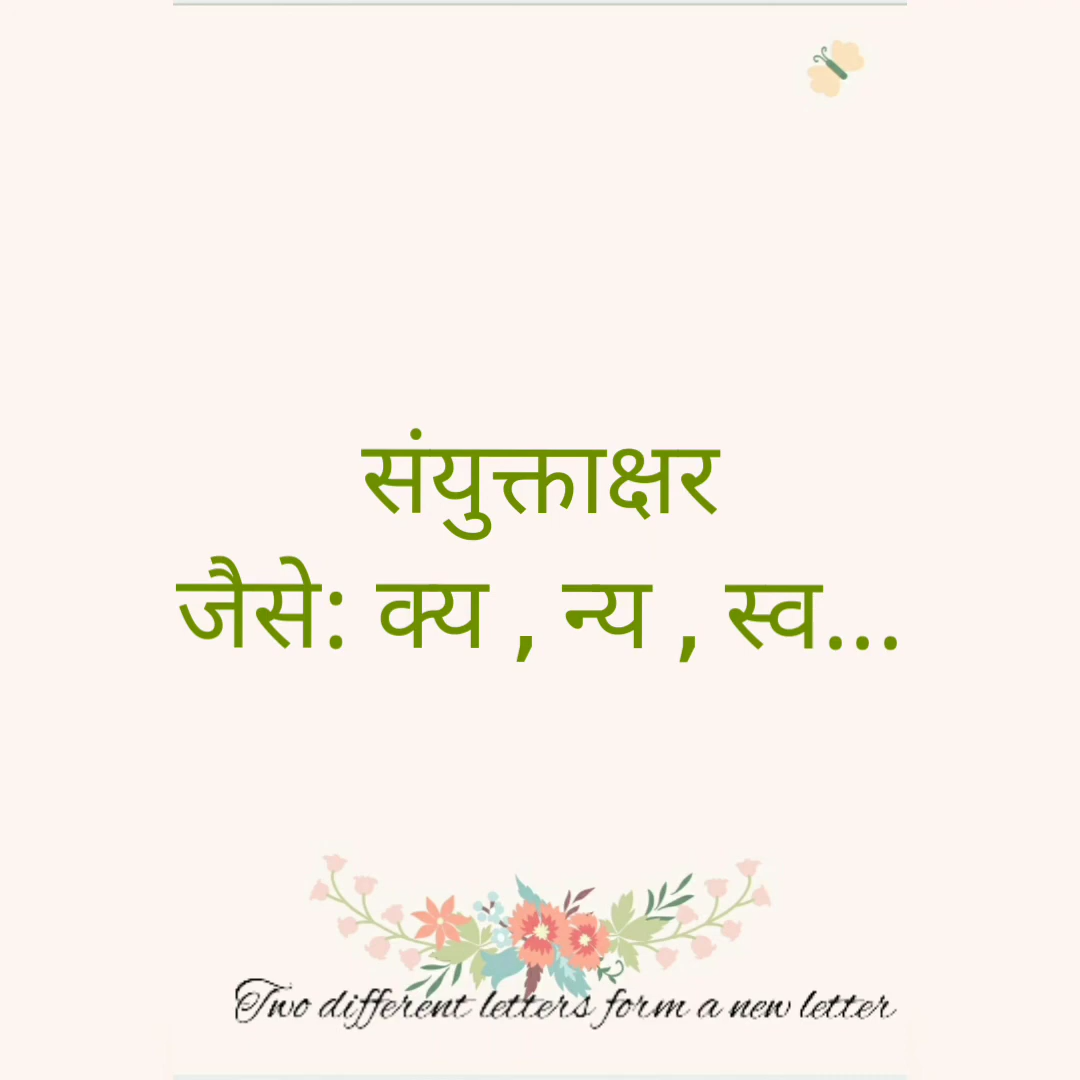 संयुक्ताक्षर
जैसे: क्य , न्य , स्व...
Two different letters form a new letter